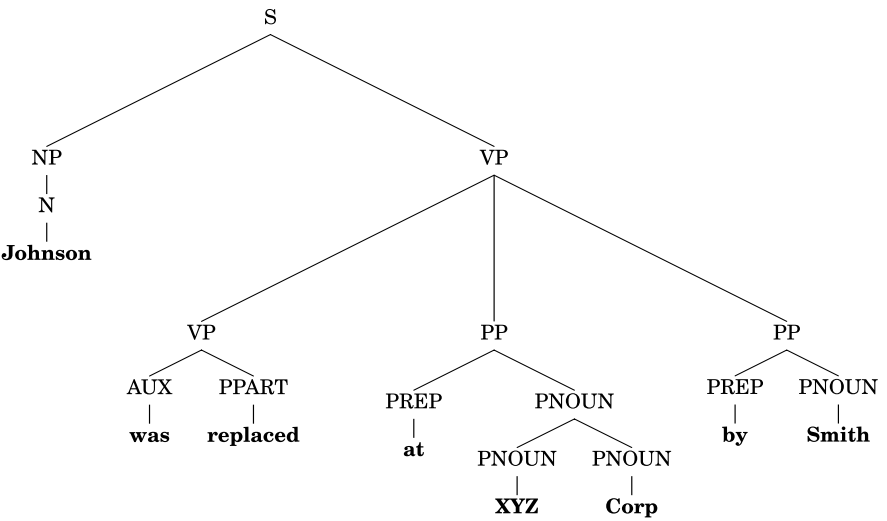 S
NP VP
N
Johnson
VP PP PP
AUX PPART PREP PNOUN PREP PNOUN
was replaced at by Smith
PNOUN PNOUN
XYZ Corp